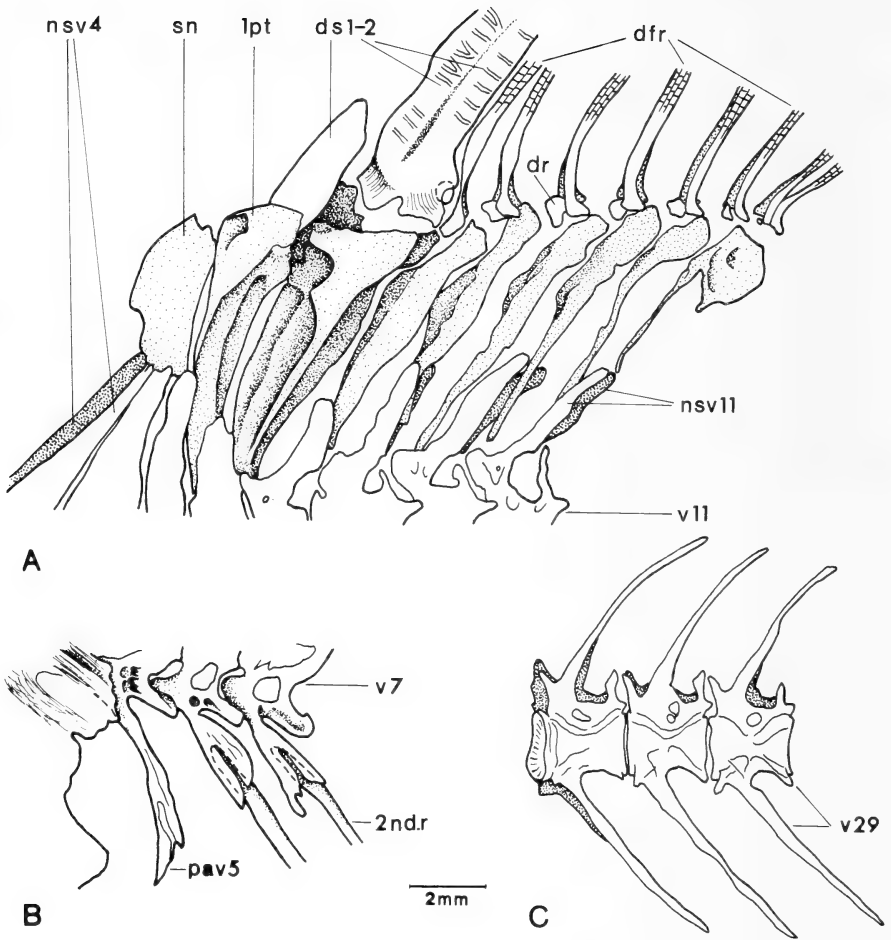 nsv4 sn 1pt ds1-2 dfr
dr
nsv11
v11
A
v7
2nd.r
pav5
v29
2mm
B
C